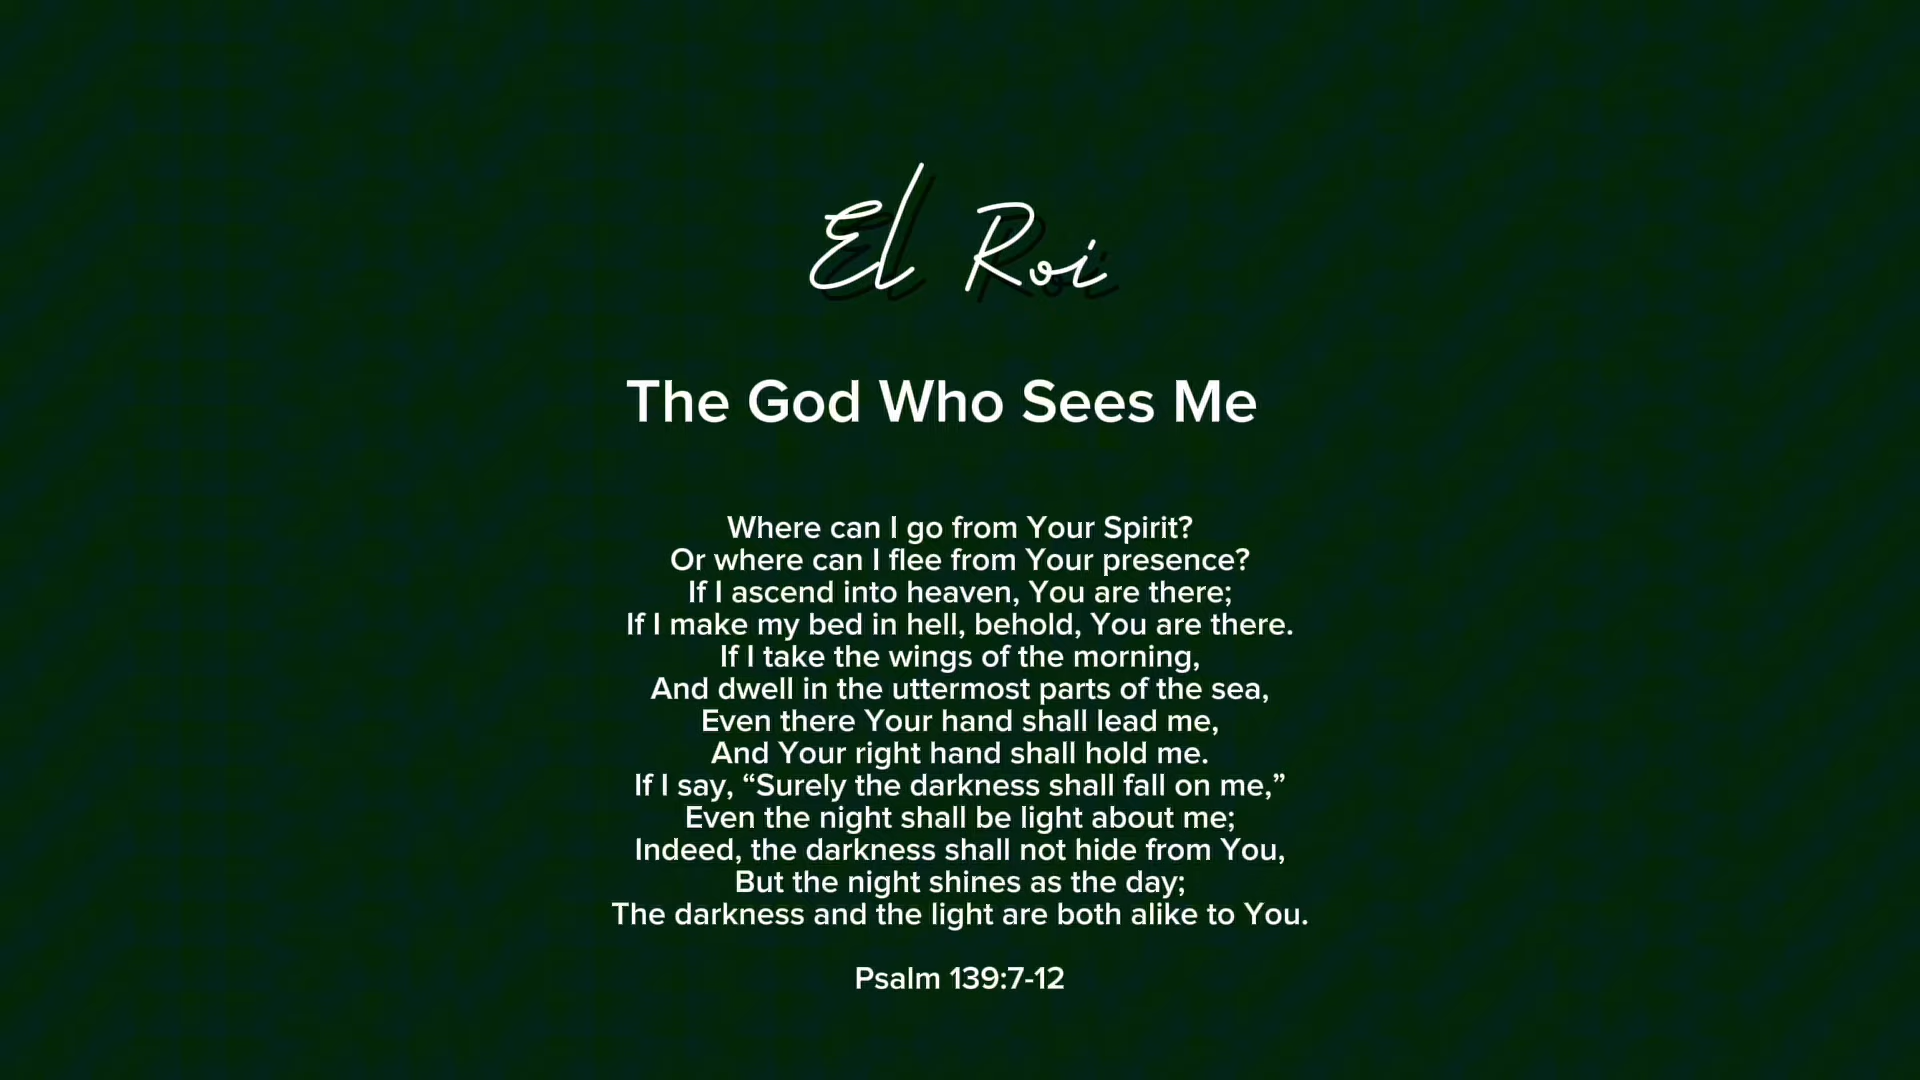 El Roi
The God Who Sees Me
Where can I go from Your Spirit?
Or where can I flee from Your presence?
If I ascend into heaven, You are there;
If I make my bed in hell, behold, You are there.
If I take the wings of the morning,
And dwell in the uttermost parts of the sea,
Even there Your hand shall lead me,
And Your right hand shall hold me.
If I say, “Surely the darkness shall fall on me,”
Even the night shall be light about me;
Indeed, the darkness shall not hide from You,
But the night shines as the day;
The darkness and the light are both alike to You.
Psalm 139:7-12